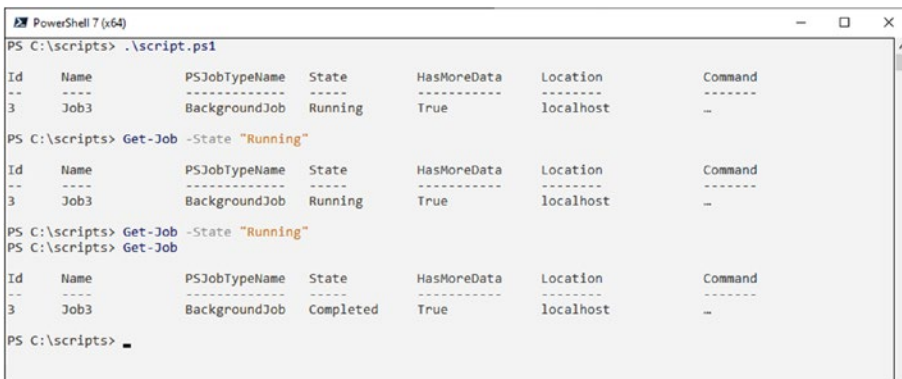 PowerShell 7 (x64)
PS C:\scripts> .\script.ps1
Id Name PSJobTypeName State HasMoreData Location Command
-- ---- ------------- ----- ----------- -------- -------
3 Job3 BackgroundJob Running True localhost …
PS C:\scripts> Get-Job -State "Running"
Id Name PSJobTypeName State HasMoreData Location Command
-- ---- ------------- ----- ----------- -------- -------
3 Job3 BackgroundJob Running True localhost …
PS C:\scripts> Get-Job -State "Running"
PS C:\scripts> Get-Job
Id Name PSJobTypeName State HasMoreData Location Command
-- ---- ------------- ----- ----------- -------- -------
3 Job3 BackgroundJob Completed True localhost …
PS C:\scripts>